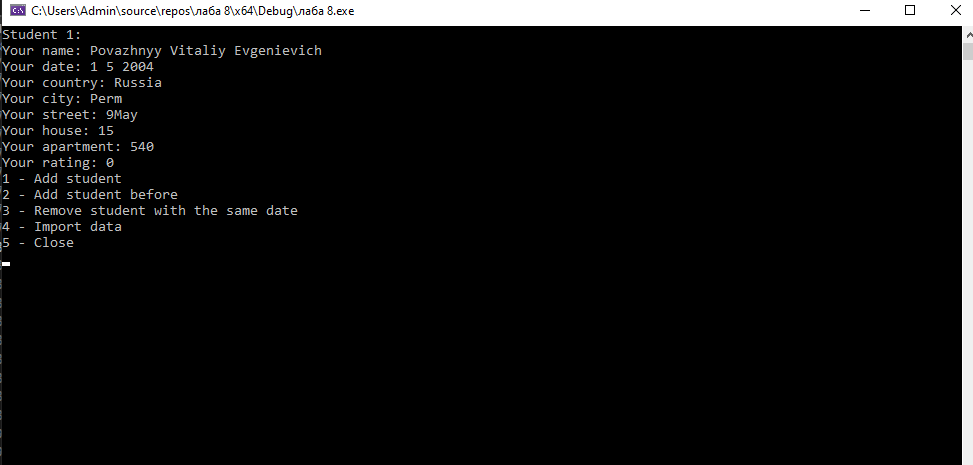 C:\Users\Admin\source\repos\лаба 8\x64\Debug\лаба 8.exe
Student 1:
Your name: Povazhnyy Vitaliy Evgenievich
Your date: 1 5 2004
Your country: Russia
Your city: Perm
Your street: 9May
Your house: 15
Your apartment: 540
Your rating: 0
1 - Add student
2 - Add student before
3 - Remove student with the same date
4 - Import data
5 - Close